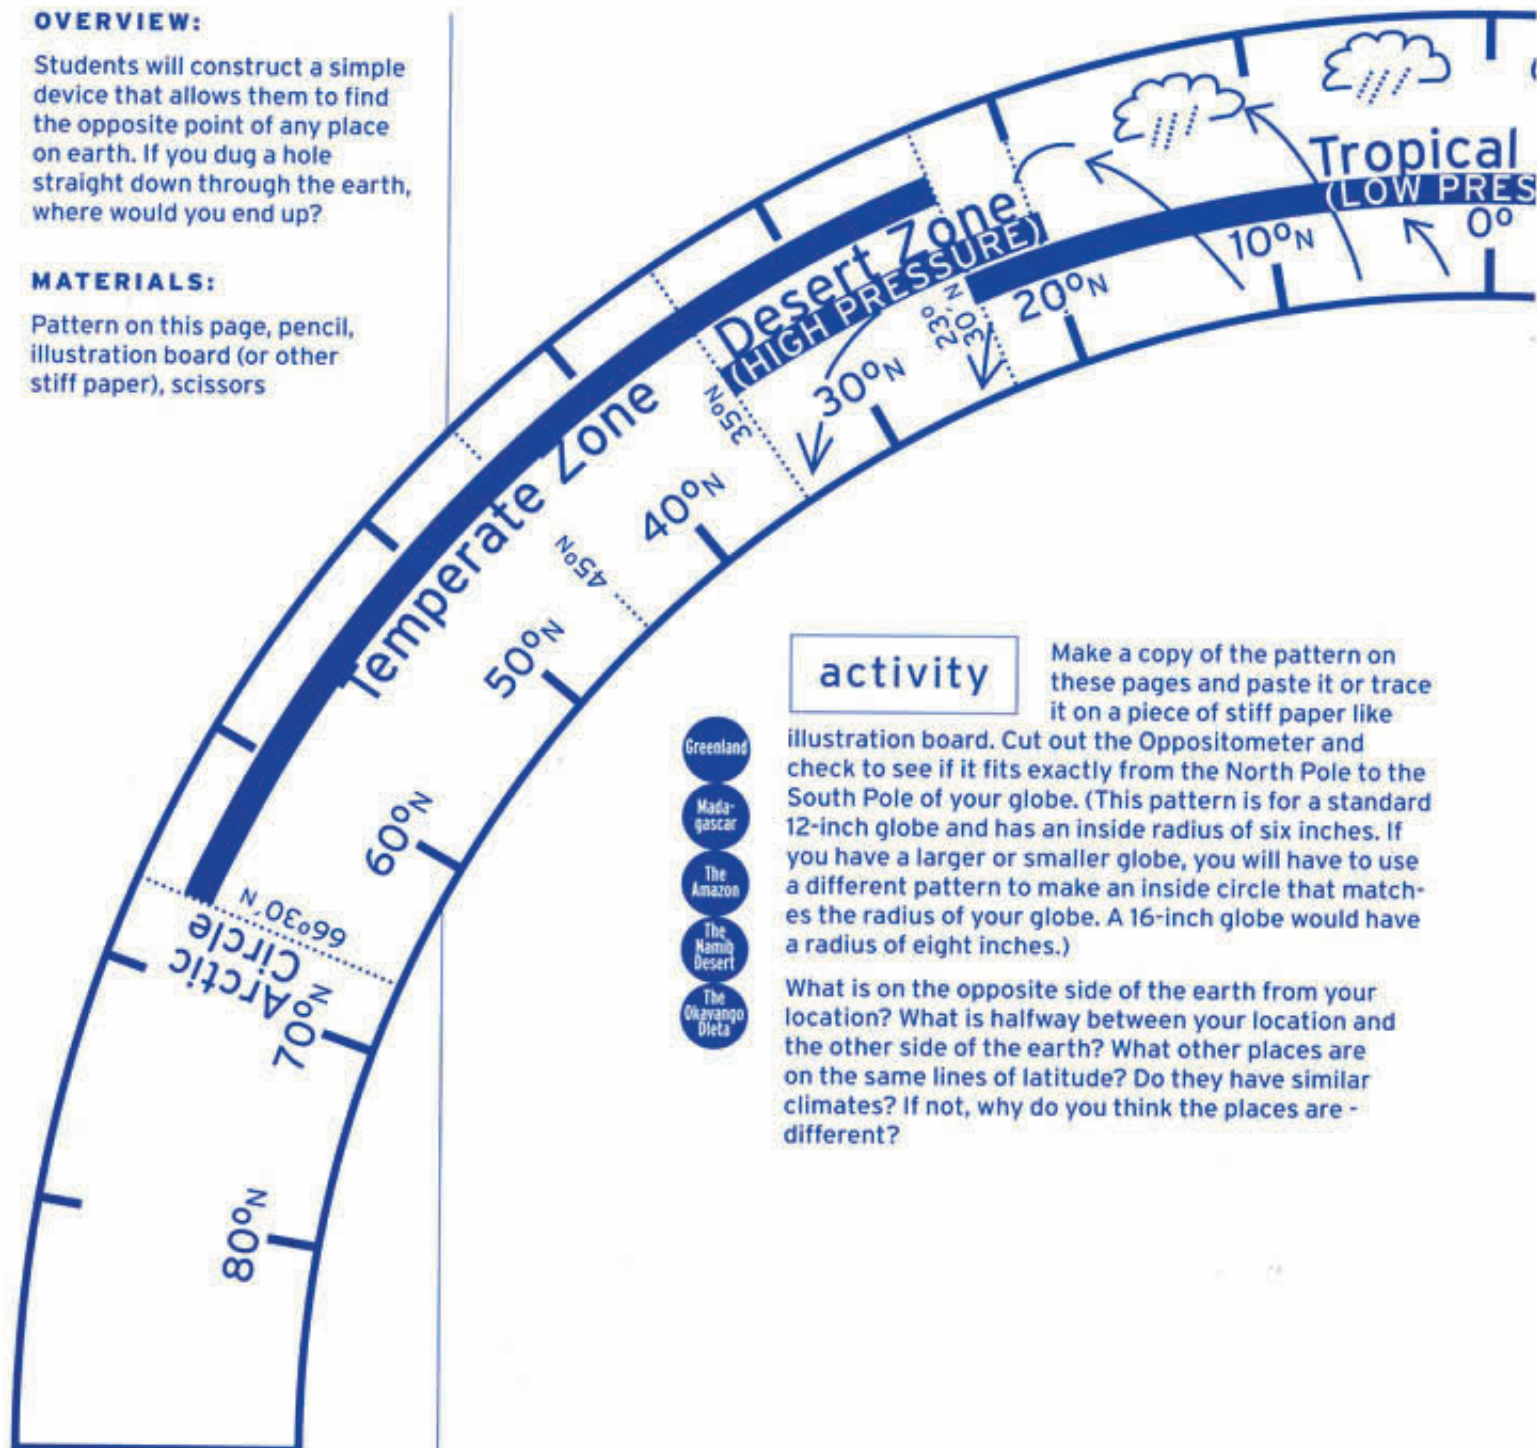 OVERVIEW:
Students will construct a simple
device that allows them to find
the opposite point of any place
on earth. If you dug a hole
straight down through the earth,
where would you end up?
MATERIALS:
Pattern on this page, pencil,
illustration board (or other
stiff paper), scissors
Tropical
(LOW PRES
0°
10°N
20°N
23°
30'N
Desert Zone
(HIGH PRESSURE)
30°N
35°N
Temperate Zone
40°N
45°N
50°N
60°N
66°30' N
Arctic
Circle
70°N
80°N
activity
Make a copy of the pattern on
these pages and paste it or trace
it on a piece of stiff paper like
illustration board. Cut out the Oppositometer and
check to see if it fits exactly from the North Pole to the
South Pole of your globe. (This pattern is for a standard
12-inch globe and has an inside radius of six inches. If
you have a larger or smaller globe, you will have to use
a different pattern to make an inside circle that match-
es the radius of your globe. A 16-inch globe would have
a radius of eight inches.)
What is on the opposite side of the earth from your
location? What is halfway between your location and
the other side of the earth? What other places are
on the same lines of latitude? Do they have similar
climates? If not, why do you think the places are -
different?
Greenland
Mada-
gascar
The
Amazon
The
Namib
Desert
The
Okavango
Dleta